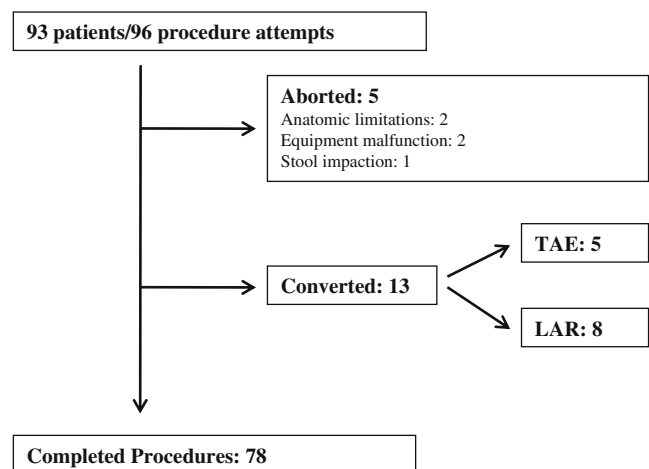 93 patients/96 procedure attempts
Aborted: 5
Anatomic limitations: 2
Equipment malfunction: 2
Stool impaction: 1
Converted: 13
TAE: 5
LAR: 8
Completed Procedures: 78